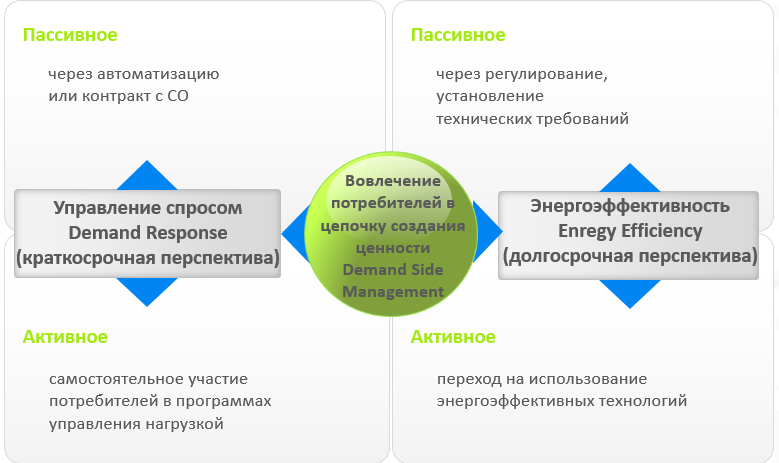 Пассивное
через автоматизацию
или контракт с СО
Пассивное
через регулирование,
установление
технических требований
Управление спросом
Demand Response
(краткосрочная перспектива)
Вовлечение
потребителей в
цепочку создания
ценности
Demand Side
Management
Энергоэффективность
Enregy Efficiency
(долгосрочная перспектива)
Активное
самостоятельное участие
потребителей в программах
управления нагрузкой
Активное
переход на использование
энергоэффективных технологий